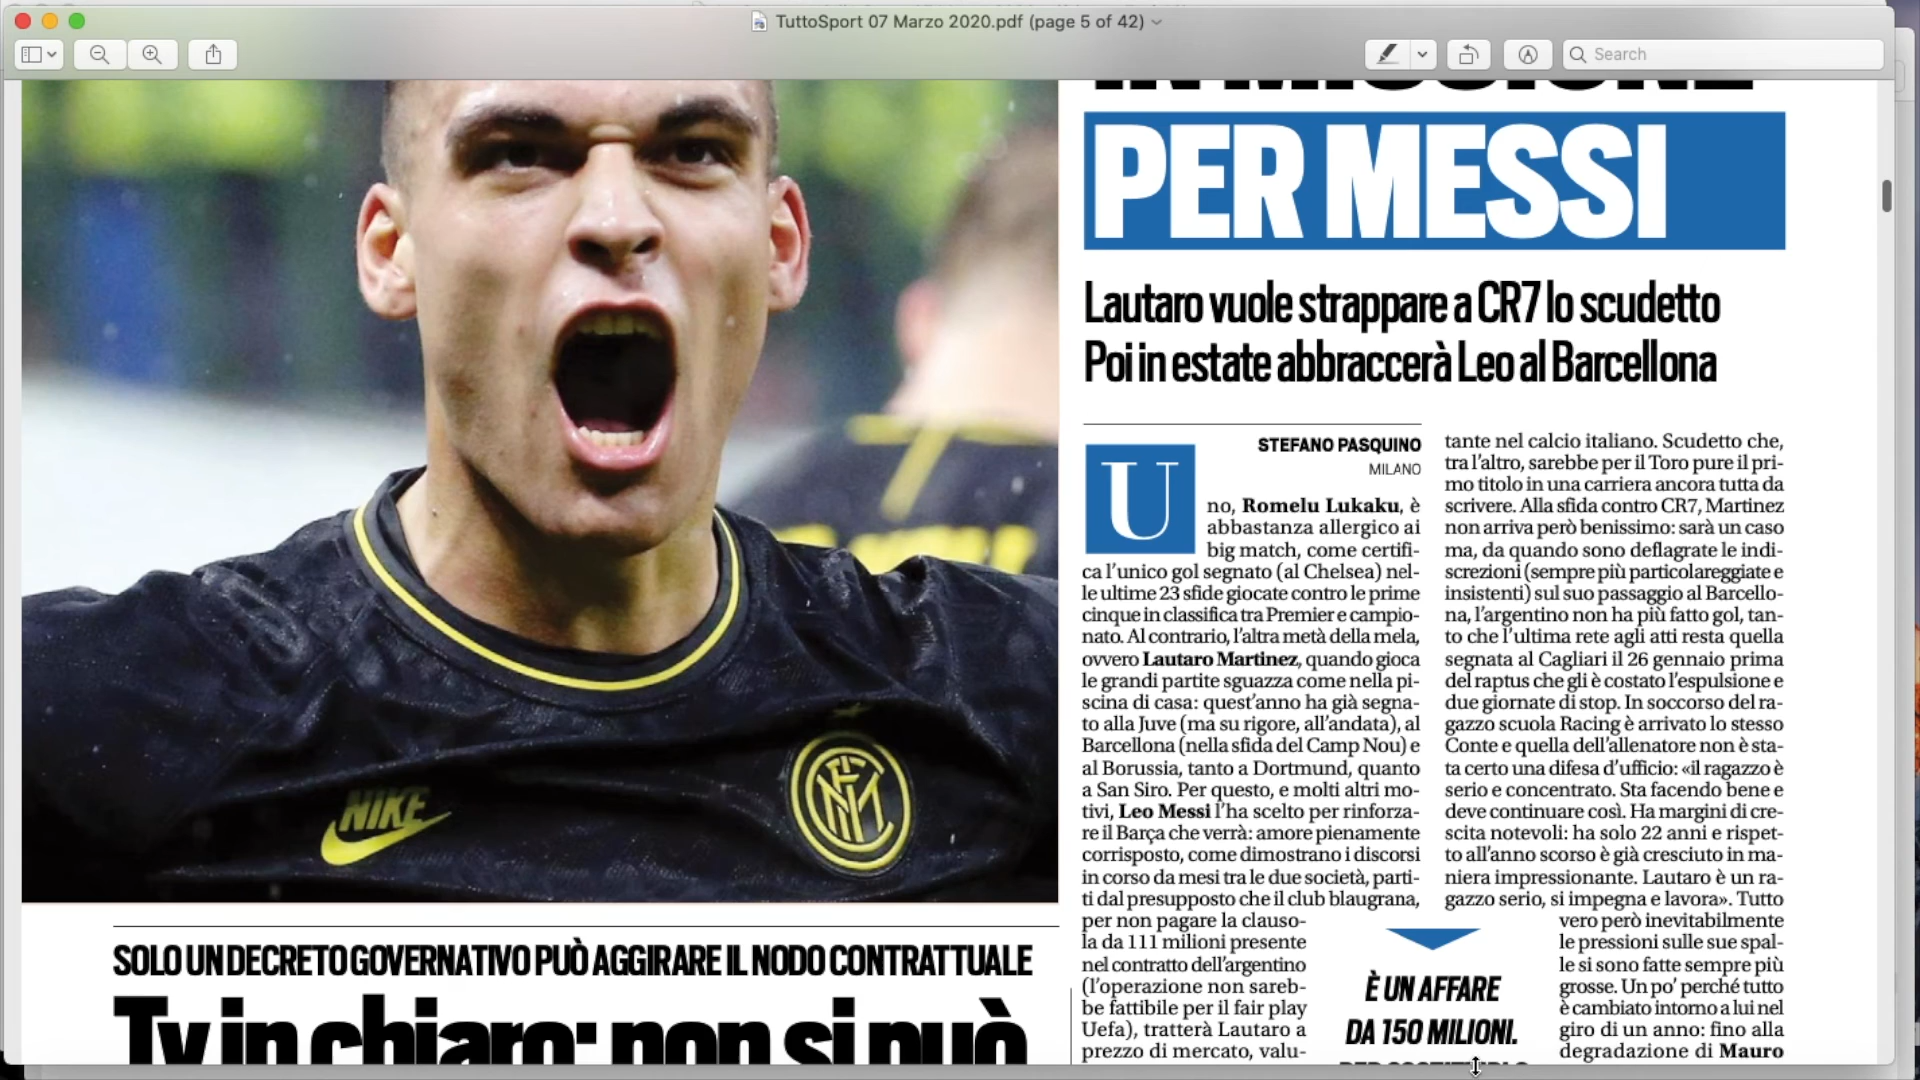 TuttoSport 07 Marzo 2020.pdf (page 5 of 42)
Search
IN MISSIONE
PER MESSI
Lautaro vuole strappare a CR7 lo scudetto
Poi in estate abbraccerà Leo al Barcellona
STEFANO PASQUINO
MILANO
Uno, Romelu Lukaku, è
abbastanza allergico ai
big match, come certifi-
ca l'unico gol segnato (al Chelsea) nel-
le ultime 23 sfide giocate contro le prime
cinque in classifica tra Premier e campio-
nato. Al contrario, l'altra metà della mela,
ovvero Lautaro Martinez, quando gioca
le grandi partite sguazza come nella pi-
scina di casa: quest'anno ha già segna-
to alla Juve (ma su rigore, all'andata), al
Barcellona (nella sfida del Camp Nou) e
al Borussia, tanto a Dortmund, quanto
a San Siro. Per questo, e molti altri mo-
tivi, Leo Messi l'ha scelto per rinforza-
re il Barça che verrà: amore pienamente
corrisposto, come dimostrano i discorsi
in corso da mesi tra le due società, parti-
ti dal presupposto che il club blaugrana,
per non pagare la clauso-
la da 111 milioni presente
nel contratto dell'argentino
(l'operazione non sareb-
be fattibile per il fair play
Uefa), tratterà Lautaro a
prezzo di mercato, valu-
tante nel calcio italiano. Scudetto che,
tra l'altro, sarebbe per il Toro pure il pri-
mo titolo in una carriera ancora tutta da
scrivere. Alla sfida contro CR7, Martinez
non arriva però benissimo: sarà un caso
ma, da quando sono deflagrate le indi-
screzioni (sempre più particolareggiate e
insistenti) sul suo passaggio al Barcello-
na, l'argentino non ha più fatto gol, tan-
to che l'ultima rete agli atti resta quella
segnata al Cagliari il 26 gennaio prima
del raptus che gli è costato l'espulsione e
due giornate di stop. In soccorso del ra-
gazzo scuola Racing è arrivato lo stesso
Conte e quella dell'allenatore non è sta-
ta certo una difesa d'ufficio: «il ragazzo è
serio e concentrato. Sta facendo bene e
deve continuare così. Ha margini di cre-
scita notevoli: ha solo 22 anni e rispet-
to all'anno scorso è già cresciuto in ma-
niera impressionante. Lautaro è un ra-
gazzo serio, si impegna e lavora». Tutto
vero però inevitabilmente
le pressioni sulle sue spal-
le si sono fatte sempre più
grosse. Un po' perché tutto
è cambiato intorno a lui nel
giro di un anno: fino alla
degradazione di Mauro
È UN AFFARE
DA 150 MILIONI.
NIKE
SOLO UN DECRETO GOVERNATIVO PUÒ AGGIRARE IL NODO CONTRATTUALE
Tv in chiaro: non si può